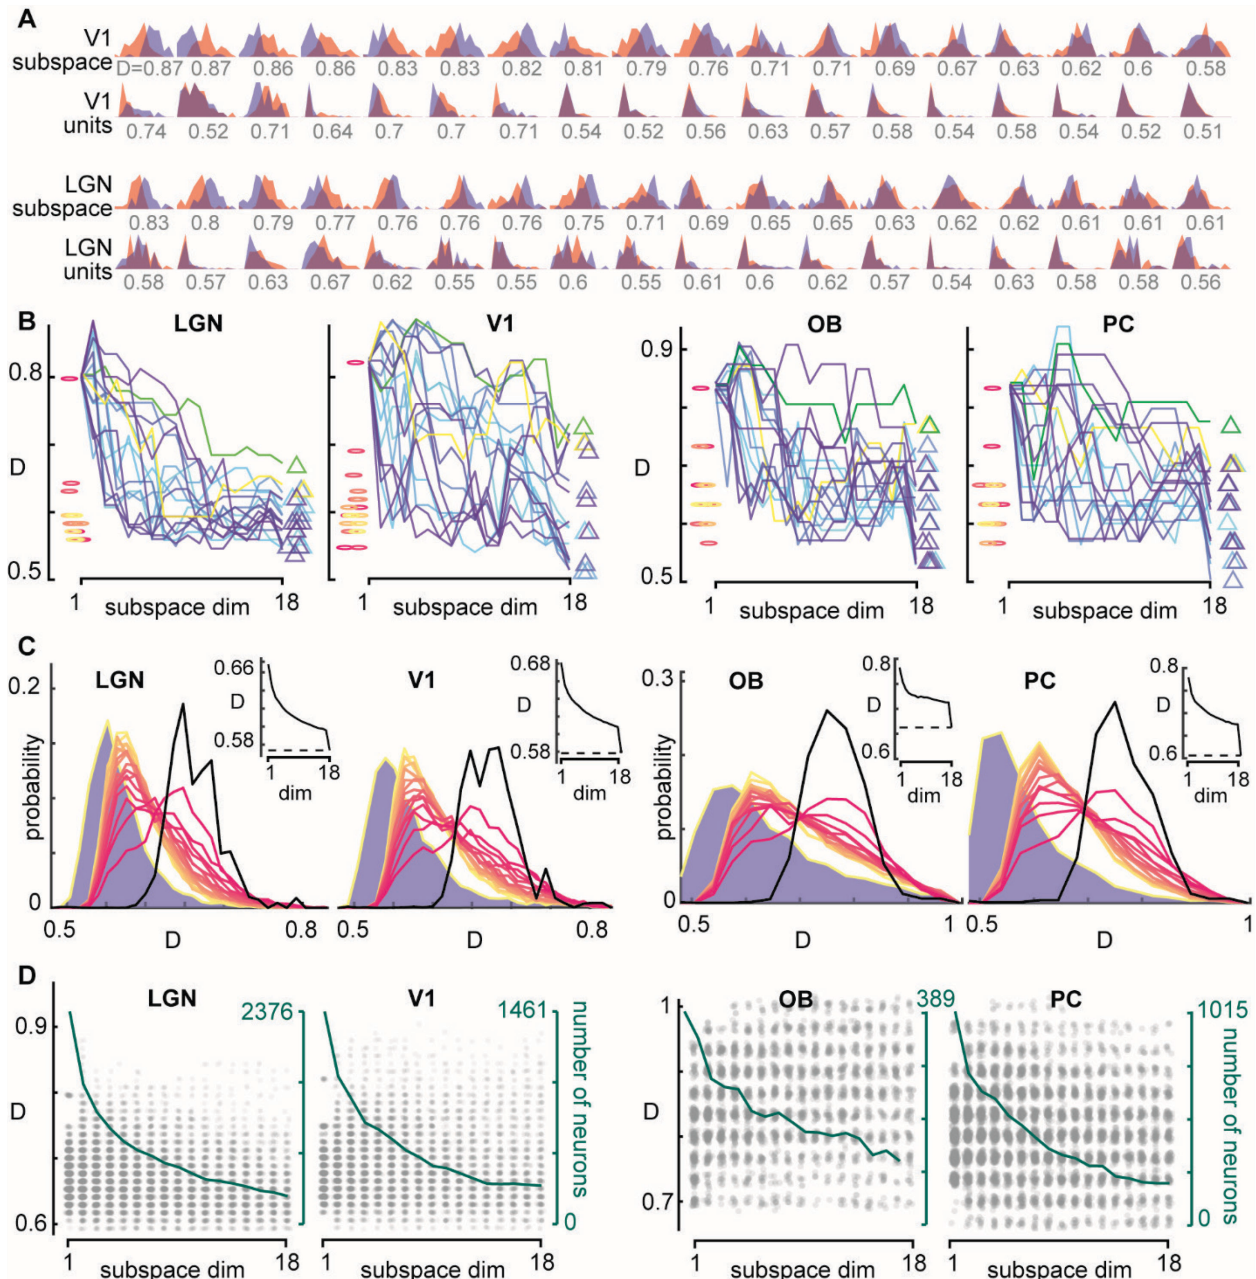 A
V1
subspace
D=0.87 0.87 0.86 0.86 0.83 0.83 0.82 0.81 0.79 0.76 0.71 0.71 0.69 0.67 0.63 0.62 0.6 0.58
V1
units
0.74 0.52 0.71 0.64 0.7 0.7 0.71 0.54 0.52 0.56 0.63 0.57 0.58 0.54 0.58 0.54 0.52 0.51
LGN
subspace
0.83 0.8 0.79 0.77 0.76 0.76 0.76 0.75 0.71 0.69 0.65 0.65 0.63 0.62 0.62 0.61 0.61 0.61
LGN
units
0.58 0.57 0.63 0.67 0.62 0.55 0.55 0.6 0.55 0.61 0.6 0.62 0.57 0.54 0.63 0.58 0.58 0.56
B LGN V1 OB PC
0.8 0.9
D D
0.5 0.5
1 18 1 18 1 18 1 18
subspace dim subspace dim subspace dim subspace dim
C
LGN V1 OB PC
0.2 0.3
probability
0 0
0.66 0.68 0.8 0.8
D D D D
0.58 0.58 0.6 0.6
1 18 1 18 1 18 1 18
dim dim dim dim
0.5 0.8 0.5 0.8 0.5 1 0.5 1
D D D D
D
LGN V1 OB PC
2376 1461 389 1015
0.9 1
D D
0.6 0.7
number of neurons number of neurons
0 0
1 18 1 18 1 18 1 18
subspace dim subspace dim subspace dim subspace dim